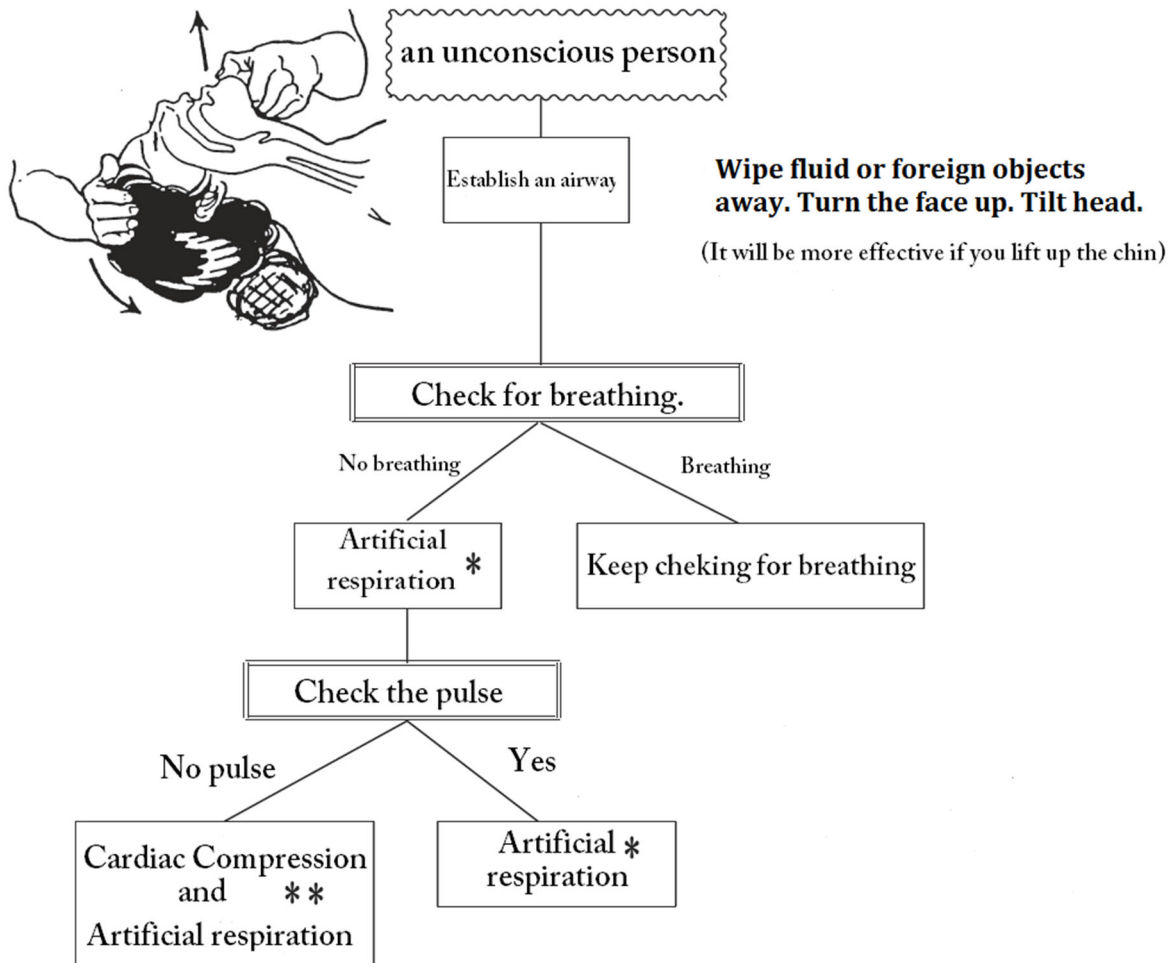 an unconscious person
Establish an airway
Wipe fluid or foreign objects
away. Turn the face up. Tilt head.
(It will be more effective if you lift up the chin)
Check for breathing.
No breathing
Breathing
Artificial
respiration *
Keep cheking for breathing
Check the pulse
No pulse
Yes
Cardiac Compression
and **
Artificial respiration
Artificial *
respiration